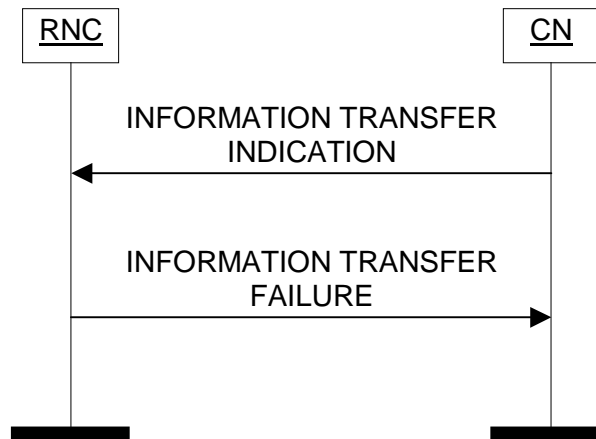 RNC
CN
INFORMATION TRANSFER
INDICATION
INFORMATION TRANSFER
FAILURE